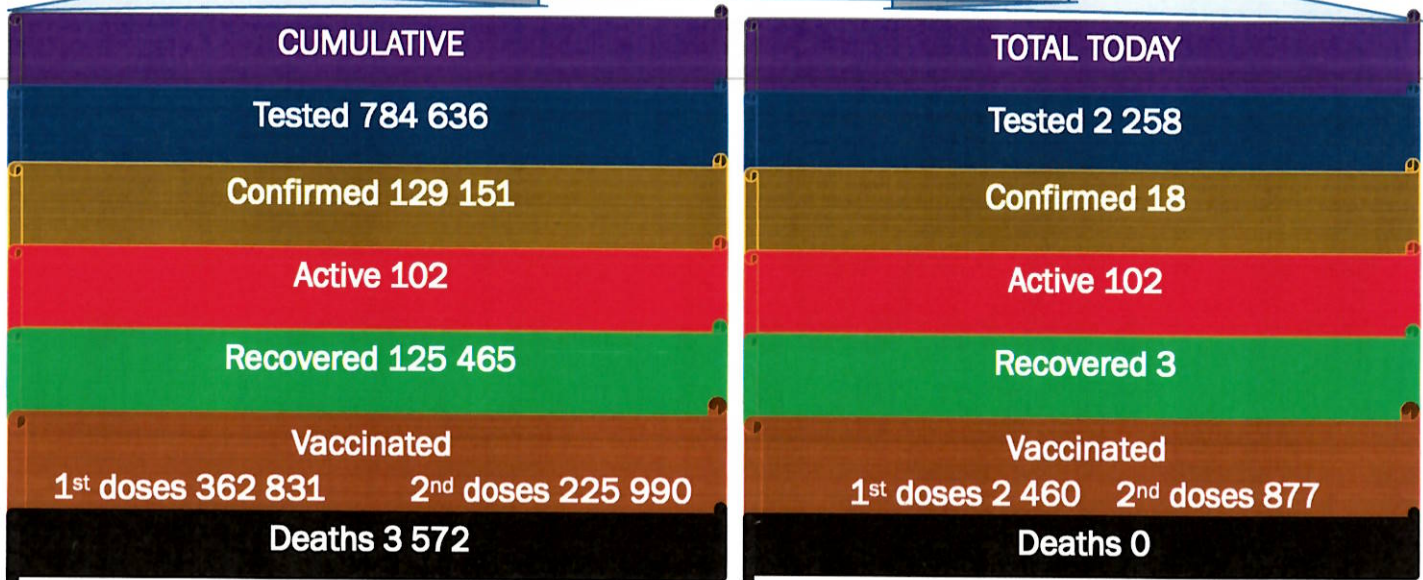 CUMULATIVE
Tested 784 636
Confirmed 129 151
Active 102
Recovered 125 465
Vaccinated
1st doses 362 831 2nd doses 225 990
Deaths 3 572
TOTAL TODAY
Tested 2 258
Confirmed 18
Active 102
Recovered 3
Vaccinated
1st doses 2 460 2nd doses 877
Deaths 0